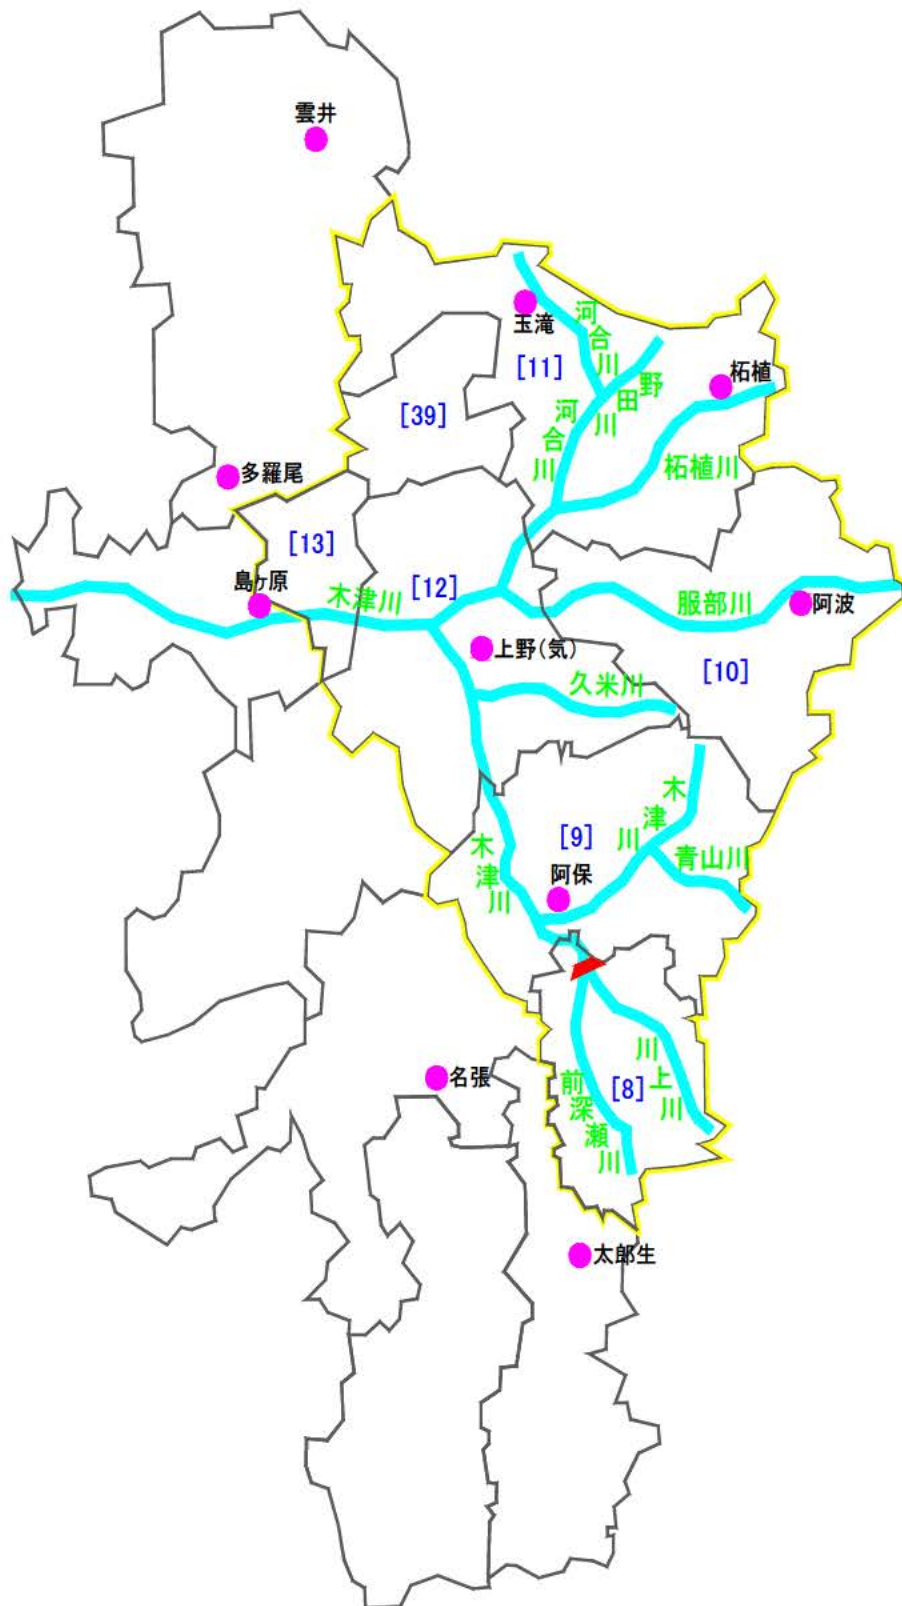 雲井
玉滝
河合川
[11]
野田川
柘植
[39]
河合川
柘植川
多羅尾
[13]
島ヶ原
木津川
[12]
服部川
阿波
上野(気)
[10]
久米川
木津川
[9]
木津川
青山川
阿保
川上川
名張
前深瀬川
[8]
太郎生